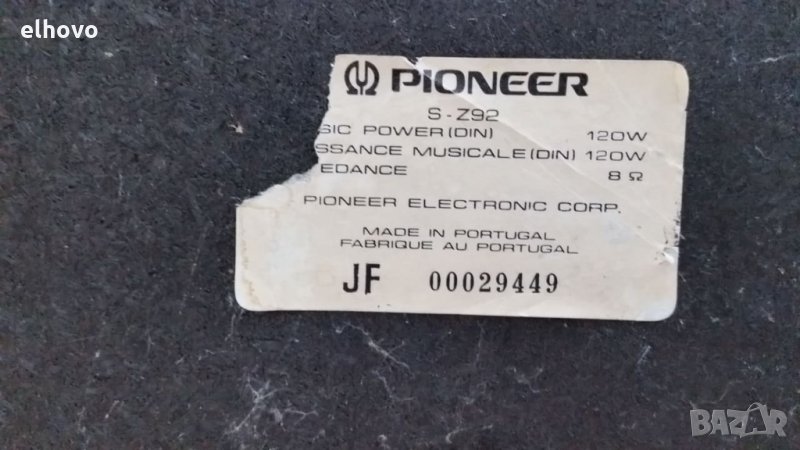 elhovo
PIONEER
S-Z92
SIC POWER (DIN) 120W
SSANCE MUSICALE (DIN) 120W
EDANCE 8 Ω
PIONEER ELECTRONIC CORP.
MADE IN PORTUGAL
FABRIQUE AU PORTUGAL
JF 00029449
BAZAR